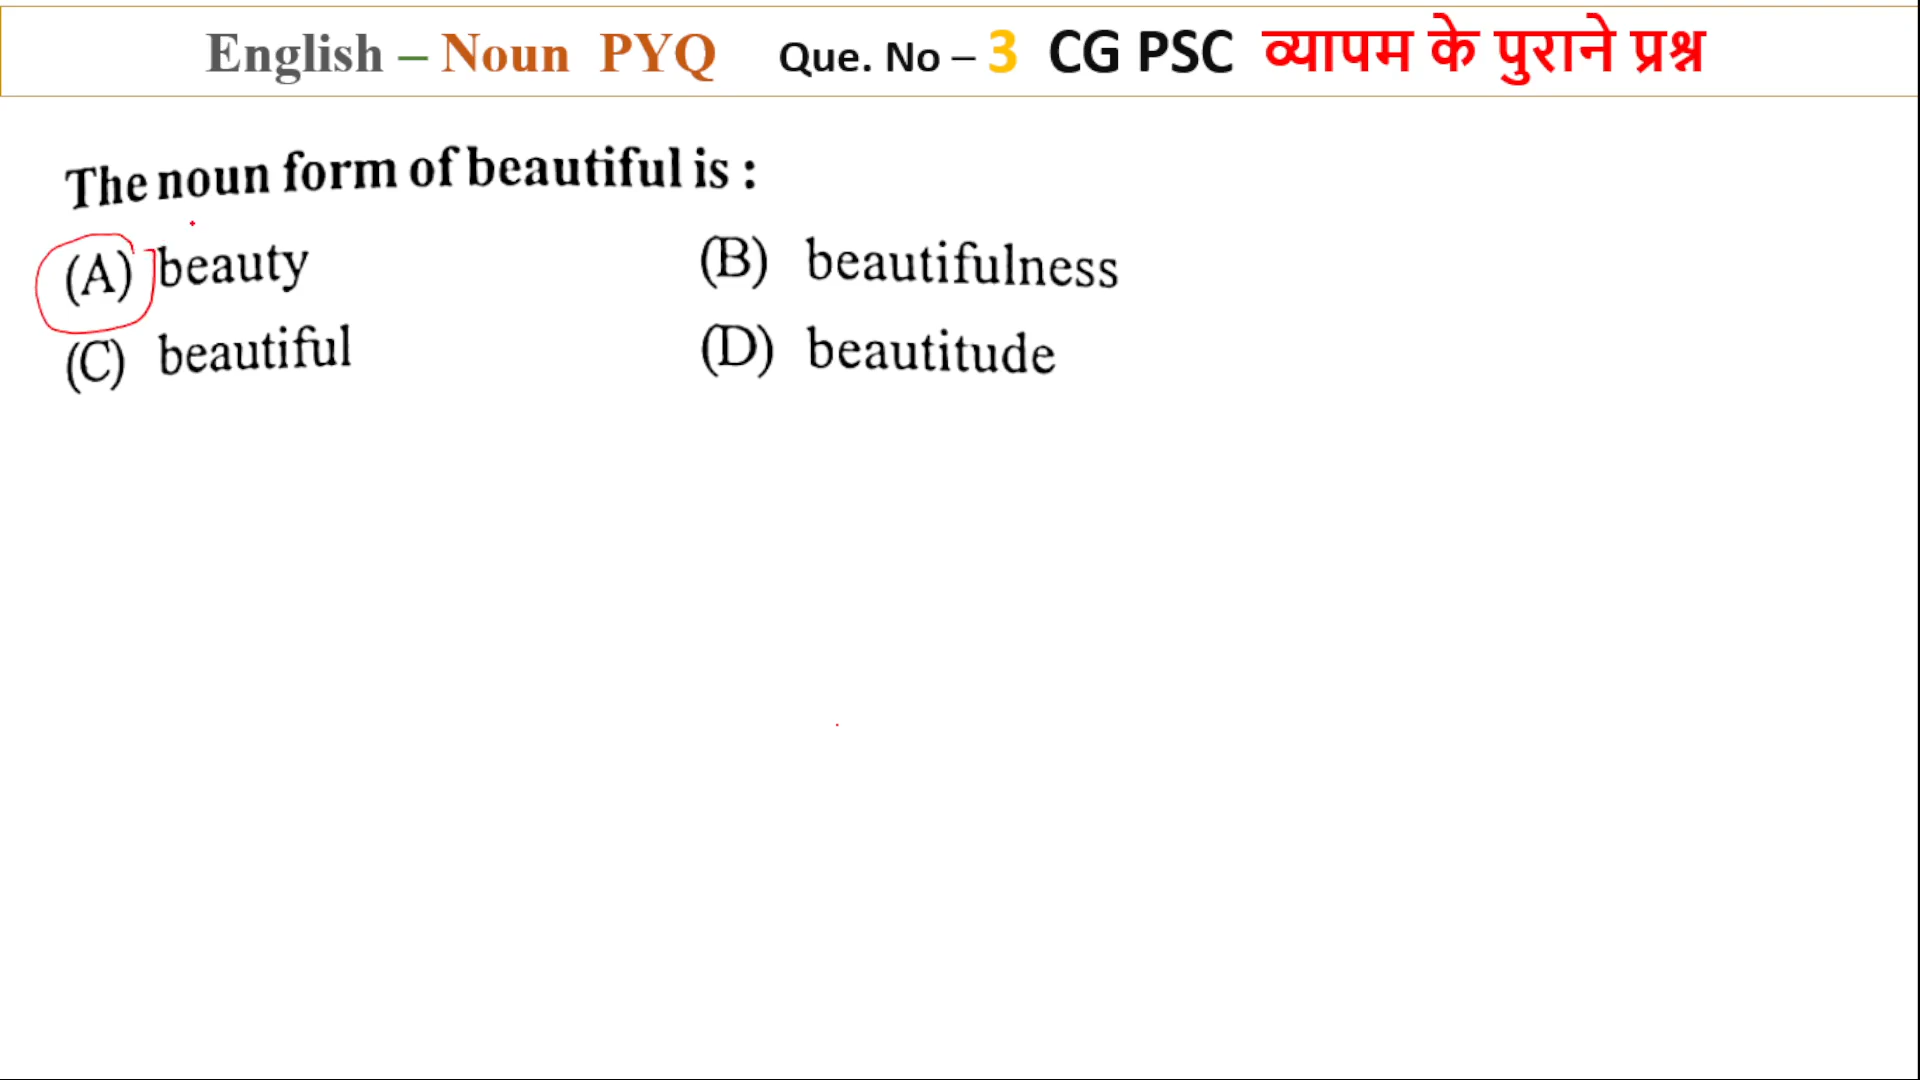 English – Noun PYQ Que. No – 3 CG PSC व्यापम के पुराने प्रश्न
The noun form of beautiful is :
(A) beauty (B) beautifulness
(C) beautiful (D) beautitude